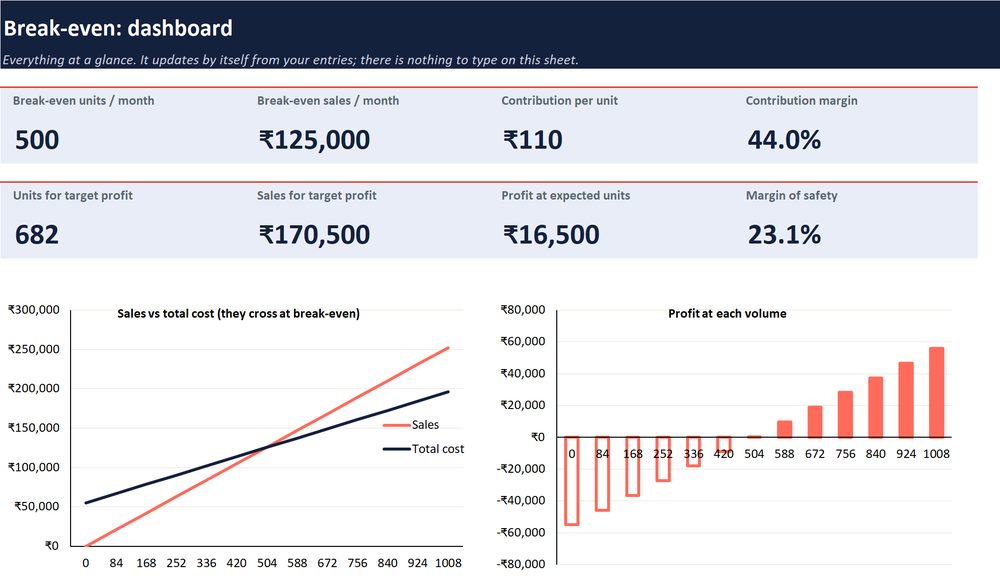 Break-even: dashboard
Everything at a glance. It updates by itself from your entries; there is nothing to type on this sheet.
Break-even units / month
Break-even sales / month
Contribution per unit
Contribution margin
500
₹125,000
₹110
44.0%
Units for target profit
Sales for target profit
Profit at expected units
Margin of safety
682
₹170,500
₹16,500
23.1%
Sales vs total cost (they cross at break-even)
₹300,000
₹250,000
₹200,000
₹150,000
₹100,000
₹50,000
₹0
Sales
Total cost
0 84 168 252 336 420 504 588 672 756 840 924 1008
Profit at each volume
₹80,000
₹60,000
₹40,000
₹20,000
₹0
-₹20,000
-₹40,000
-₹60,000
-₹80,000
0 84 168 252 336 420 504 588 672 756 840 924 1008